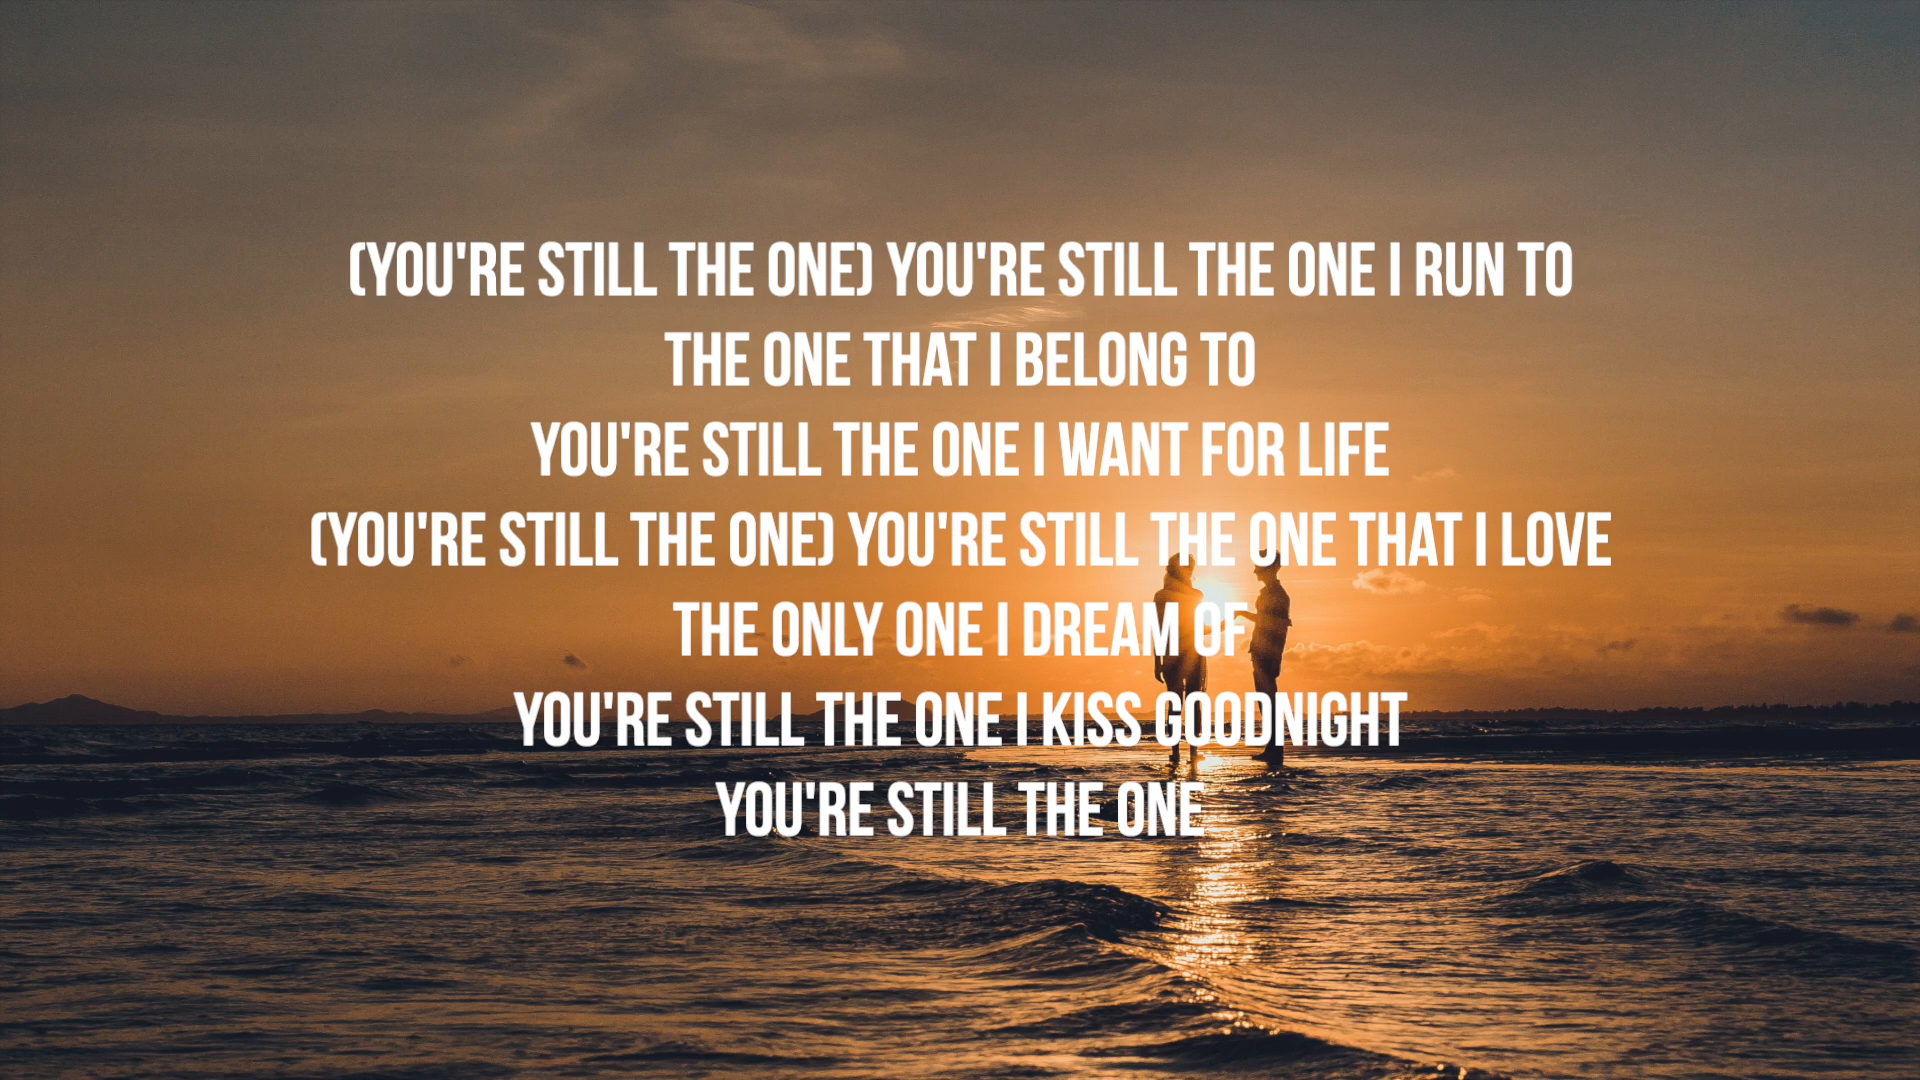 (YOU'RE STILL THE ONE) YOU'RE STILL THE ONE I RUN TO
THE ONE THAT I BELONG TO
YOU'RE STILL THE ONE I WANT FOR LIFE
(YOU'RE STILL THE ONE) YOU'RE STILL THE ONE THAT I LOVE
THE ONLY ONE I DREAM OF
YOU'RE STILL THE ONE I KISS GOODNIGHT
YOU'RE STILL THE ONE